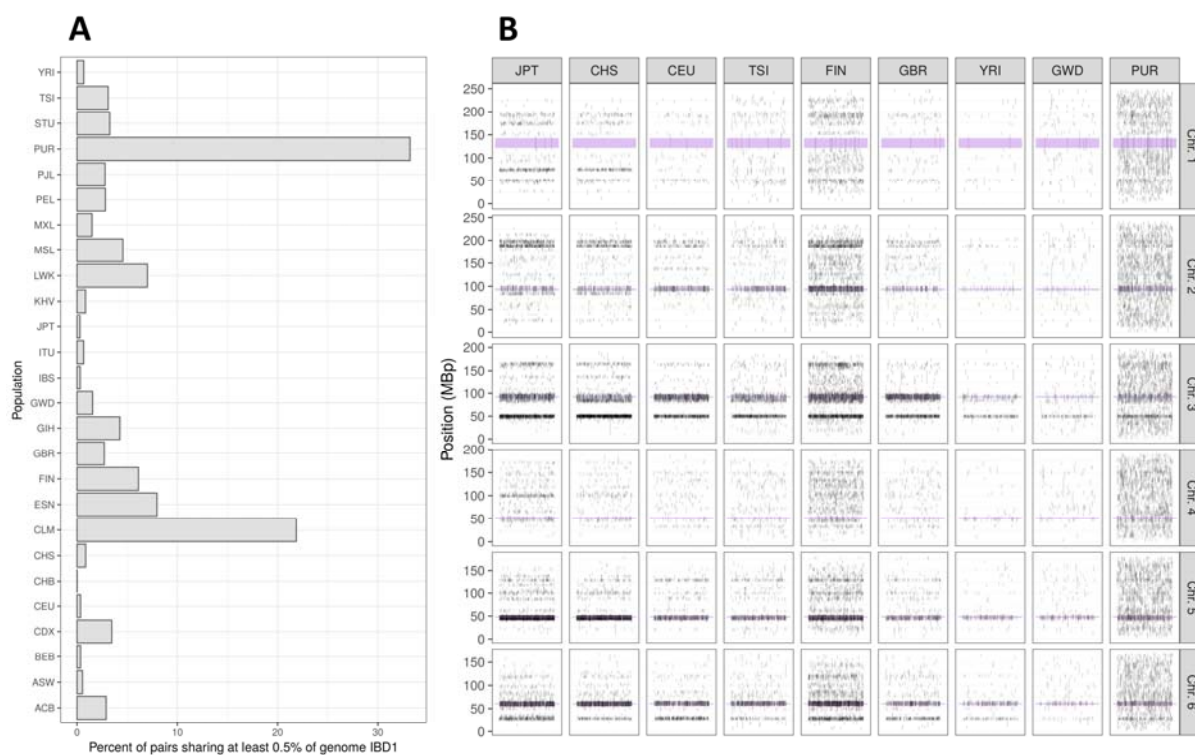 A
Population
YRI
TSI
STU
PUR
PJL
PEL
MXL
MSL
LWK
KHV
JPT
ITU
IBS
GWD
GIH
GBR
FIN
ESN
CLM
CHS
CHB
CEU
CDX
BEB
ASW
ACB
0 10 20 30
Percent of pairs sharing at least 0.5% of genome IBD1
B
JPT CHS CEU TSI FIN GBR YRI GWD PUR
Position (MBp)
250
200
150
100
50
0
Chr. 1
250
200
150
100
50
0
Chr. 2
200
150
100
50
0
Chr. 3
200
150
100
50
0
Chr. 4
150
100
50
0
Chr. 5
150
100
50
0
Chr. 6